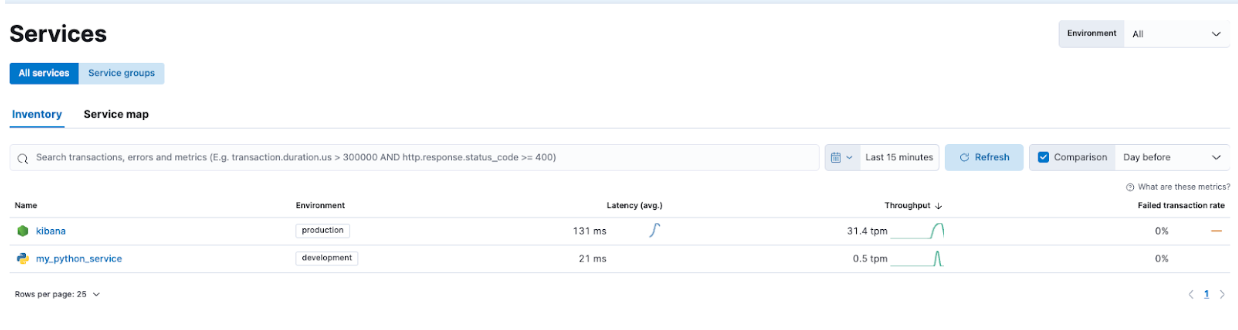 Services
Environment All
All services Service groups
Inventory Service map
Search transactions, errors and metrics (E.g. transaction.duration.us > 300000 AND http.response.status_code >= 400)
Last 15 minutes Refresh Comparison Day before
What are these metrics?
Name Environment Latency (avg.) Throughput Failed transaction rate
kibana production 131 ms 31.4 tpm 0%
my_python_service development 21 ms 0.5 tpm 0%
Rows per page: 25 1